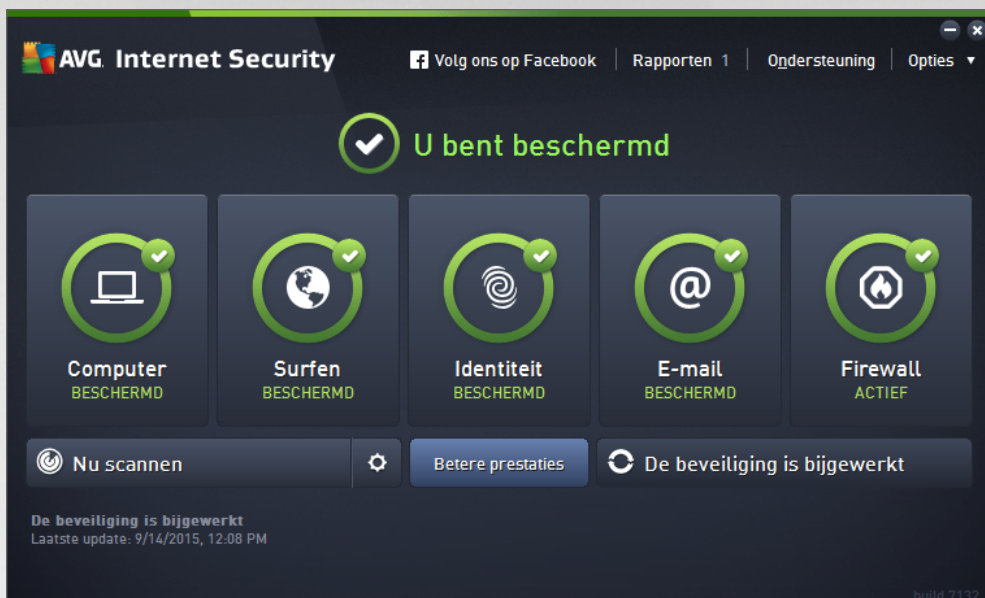 AVG. Internet Security
Volg ons op Facebook
Rapporten 1
Ondersteuning
Opties
U bent beschermd
Computer
BESCHERMD
Surfen
BESCHERMD
Identiteit
BESCHERMD
E-mail
BESCHERMD
Firewall
ACTIEF
Nu scannen
Betere prestaties
De beveiliging is bijgewerkt
De beveiliging is bijgewerkt
Laatste update: 9/14/2015, 12:08 PM
build 7132